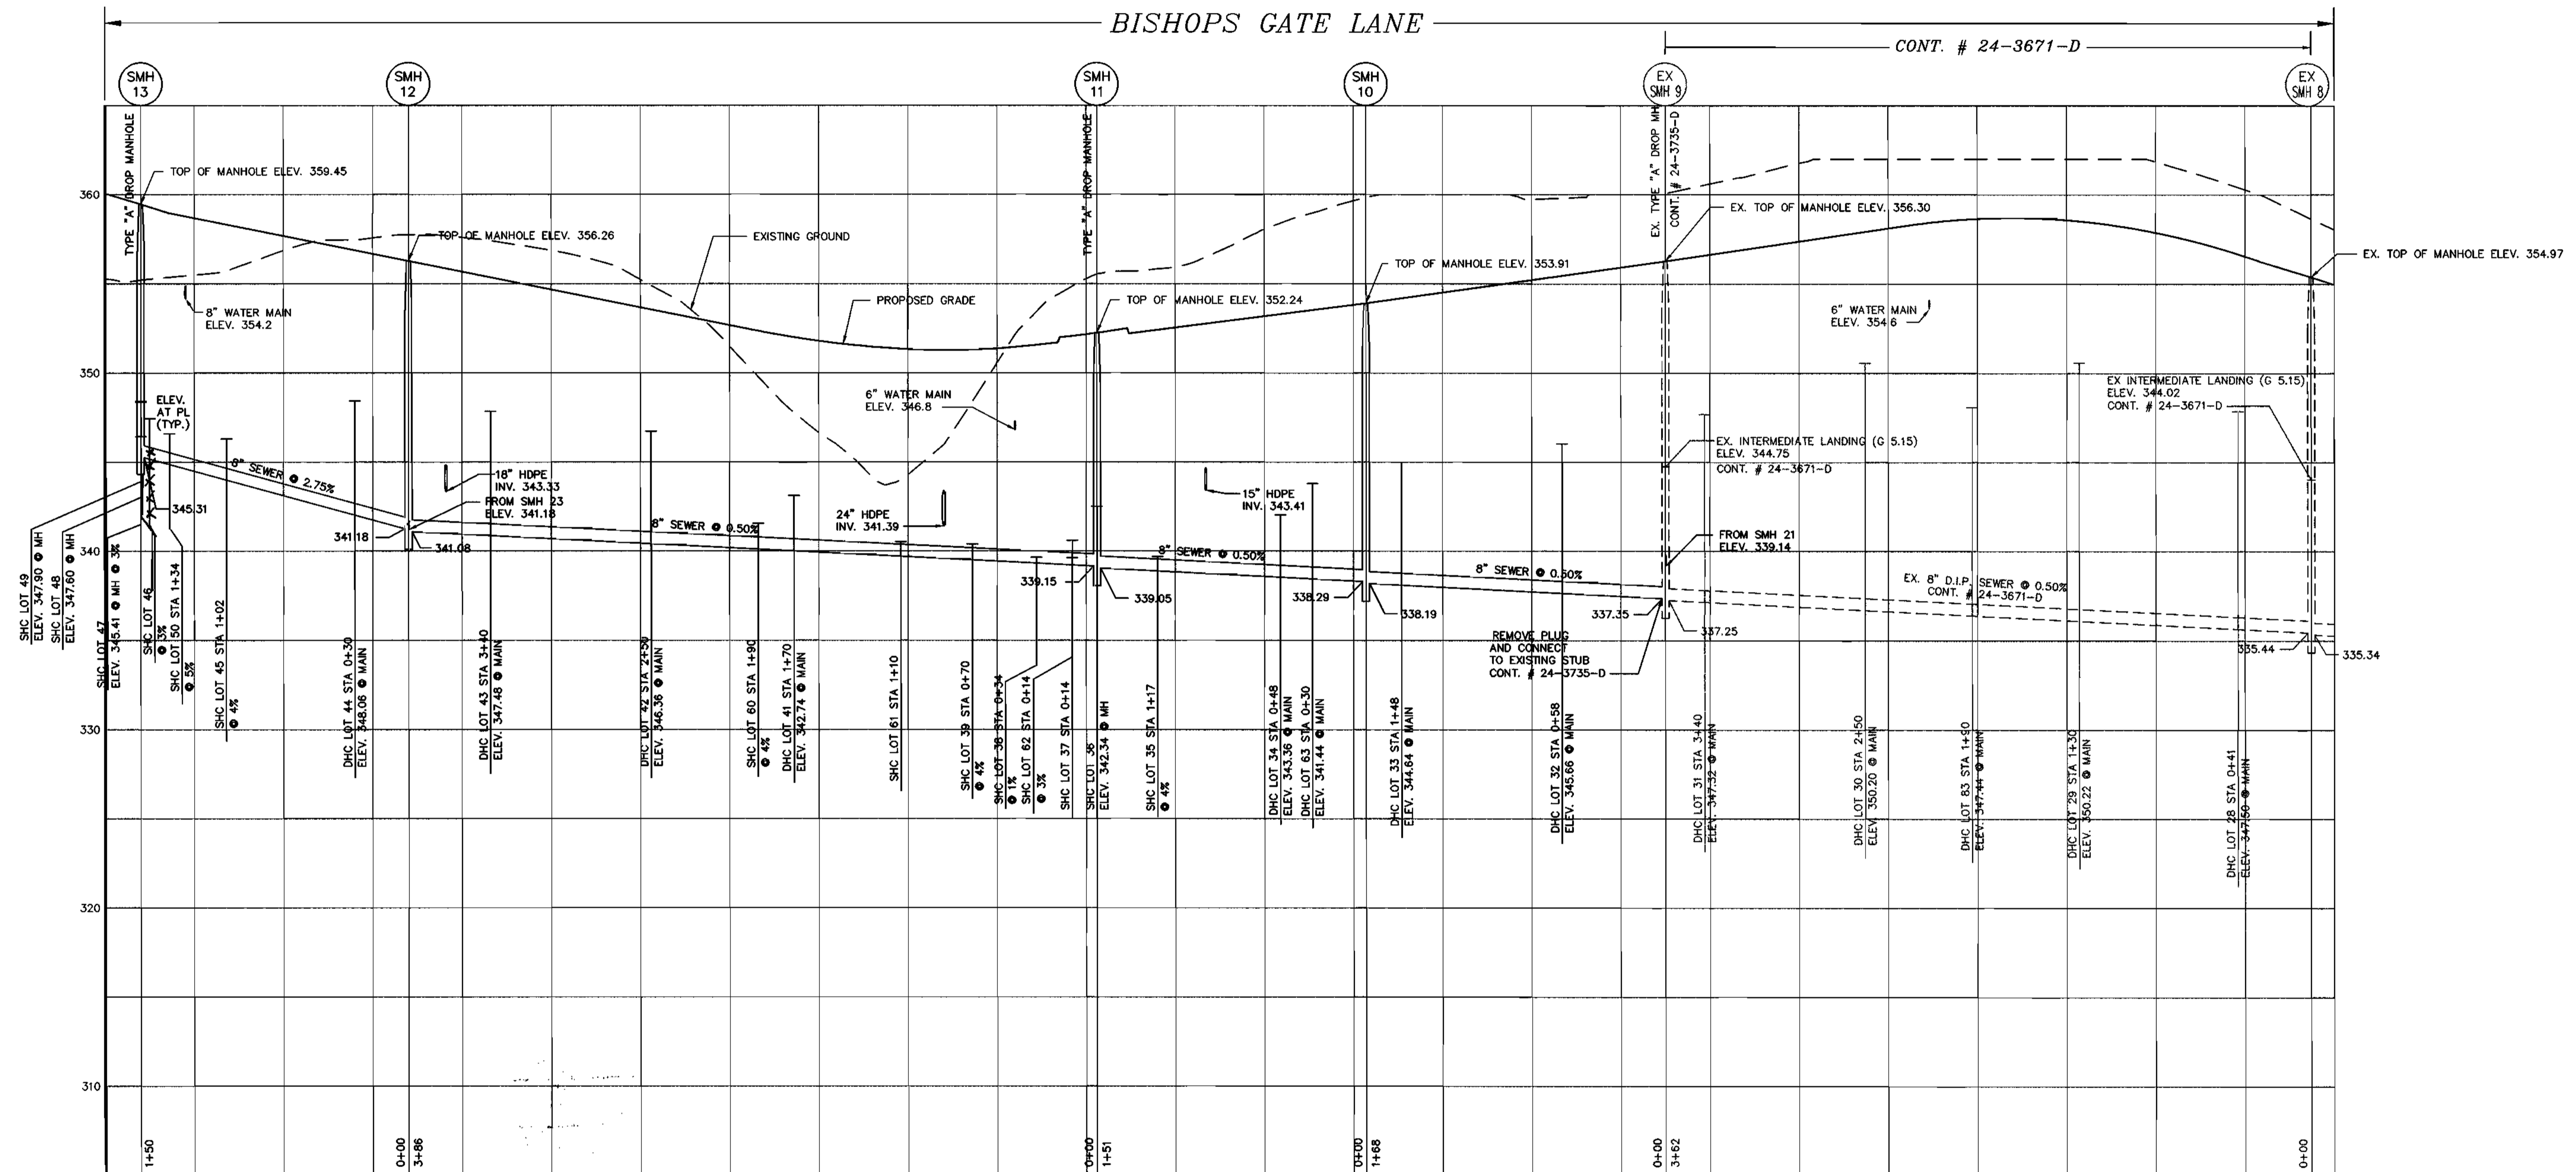 BISHOPS GATE LANE
CONT. # 24-3671-D
SMH
13
SMH
12
SMH
11
SMH
10
EX
SMH 9
EX
SMH 8
TYPE "A" DROP MANHOLE
TOP OF MANHOLE ELEV. 359.45
TOP OF MANHOLE ELEV. 356.26
EXISTING GROUND
PROPOSED GRADE
TYPE "A" DROP MANHOLE
TOP OF MANHOLE ELEV. 352.24
TOP OF MANHOLE ELEV. 353.91
EX. TYPE "A" DROP MH
CONT. # 24-3735-D
EX. TOP OF MANHOLE ELEV. 356.30
EX. TOP OF MANHOLE ELEV. 354.97
360
350
340
330
320
310
8" WATER MAIN
ELEV. 354.2
6" WATER MAIN
ELEV. 346.8
6" WATER MAIN
ELEV. 354.6
ELEV.
AT PL
(TYP.)
8" SEWER @ 2.75%
345.31
18" HDPE
INV. 343.33
FROM SMH 23
ELEV. 341.18
341.18
341.08
8" SEWER @ 0.50%
24" HDPE
INV. 341.39
339.15
339.05
8" SEWER @ 0.50%
15" HDPE
INV. 343.41
338.29
338.19
8" SEWER @ 0.50%
EX. INTERMEDIATE LANDING (G 5.15)
ELEV. 344.75
CONT. # 24-3671-D
EX INTERMEDIATE LANDING (G 5.15)
ELEV. 344.02
CONT. # 24-3671-D
FROM SMH 21
ELEV. 339.14
337.35
337.25
REMOVE PLUG
AND CONNECT
TO EXISTING STUB
CONT. # 24-3735-D
EX. 8" D.I.P. SEWER @ 0.50%
CONT. # 24-3671-D
335.44
335.34
SHC LOT 49
ELEV. 347.90 @ MH
SHC LOT 48
ELEV. 347.60 @ MH
SHC LOT 47
ELEV. 345.41 @ MH @ 3%
SHC LOT 46
@ 3%
SHC LOT 50 STA 1+34
@ 5%
SHC LOT 45 STA 1+02
@ 4%
DHC LOT 44 STA 0+30
ELEV. 348.06 @ MAIN
DHC LOT 43 STA 3+40
ELEV. 347.48 @ MAIN
DHC LOT 42 STA 2+50
ELEV. 346.36 @ MAIN
SHC LOT 60 STA 1+90
@ 4%
DHC LOT 41 STA 1+70
ELEV. 342.74 @ MAIN
SHC LOT 61 STA 1+10
SHC LOT 39 STA 0+70
@ 4%
SHC LOT 38 STA 0+34
@ 1%
SHC LOT 62 STA 0+14
@ 3%
SHC LOT 37 STA 0+14
SHC LOT 36
ELEV. 342.34 @ MH
SHC LOT 35 STA 1+17
@ 4%
DHC LOT 34 STA 0+48
ELEV. 343.36 @ MAIN
DHC LOT 63 STA 0+30
ELEV. 341.44 @ MAIN
DHC LOT 33 STA 1+48
ELEV. 344.64 @ MAIN
DHC LOT 32 STA 0+58
ELEV. 345.66 @ MAIN
DHC LOT 31 STA 3+40
ELEV. 347.32 @ MAIN
DHC LOT 30 STA 2+50
ELEV. 350.20 @ MAIN
DHC LOT 83 STA 1+90
ELEV. 347.44 @ MAIN
DHC LOT 29 STA 1+30
ELEV. 350.22 @ MAIN
DHC LOT 28 STA 0+41
ELEV. 347.50 @ MAIN
1+50
0+00
3+86
0+00
1+51
0+00
1+68
0+00
3+62
0+00